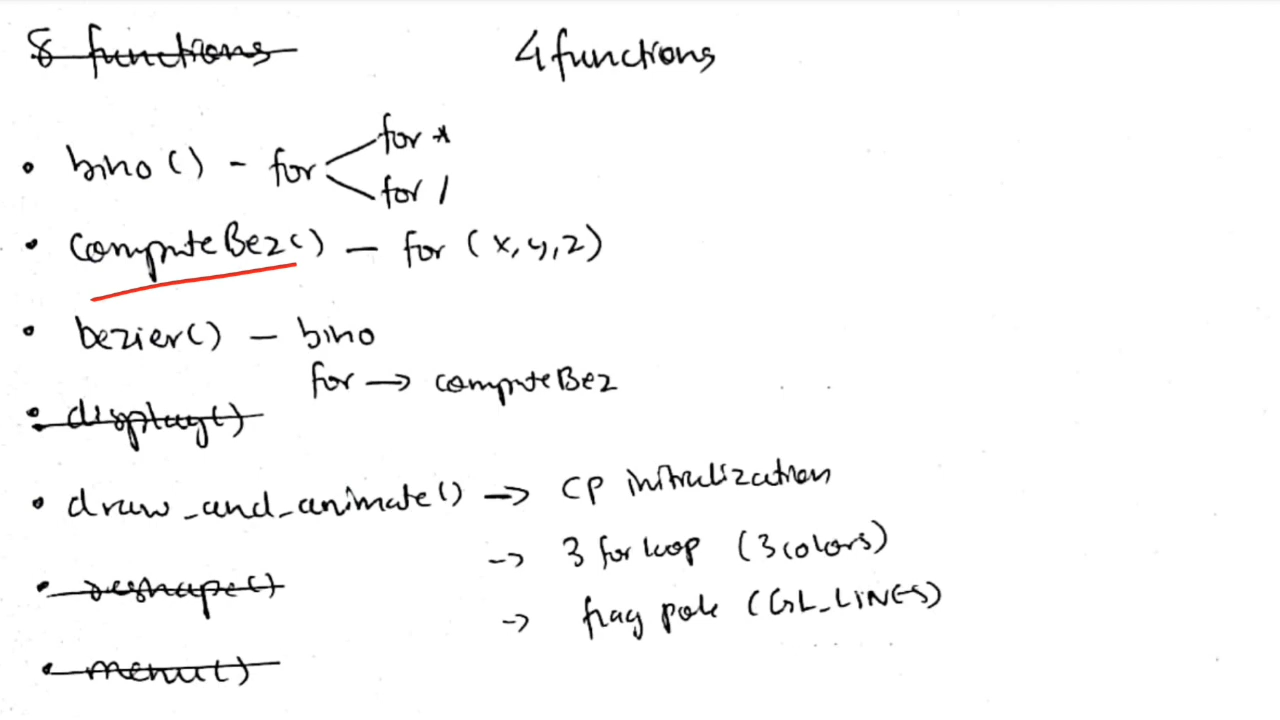 8 functions 4 functions
• bino() - for for *
for /
• computeBez() - for (x, y, z)
• bezier() - bino
for → computeBez
• display()
• draw_and_animate() → CP initialization
→ 3 for loop (3 colors)
• reshape()
→ flag pole (GL_LINES)
• menu()